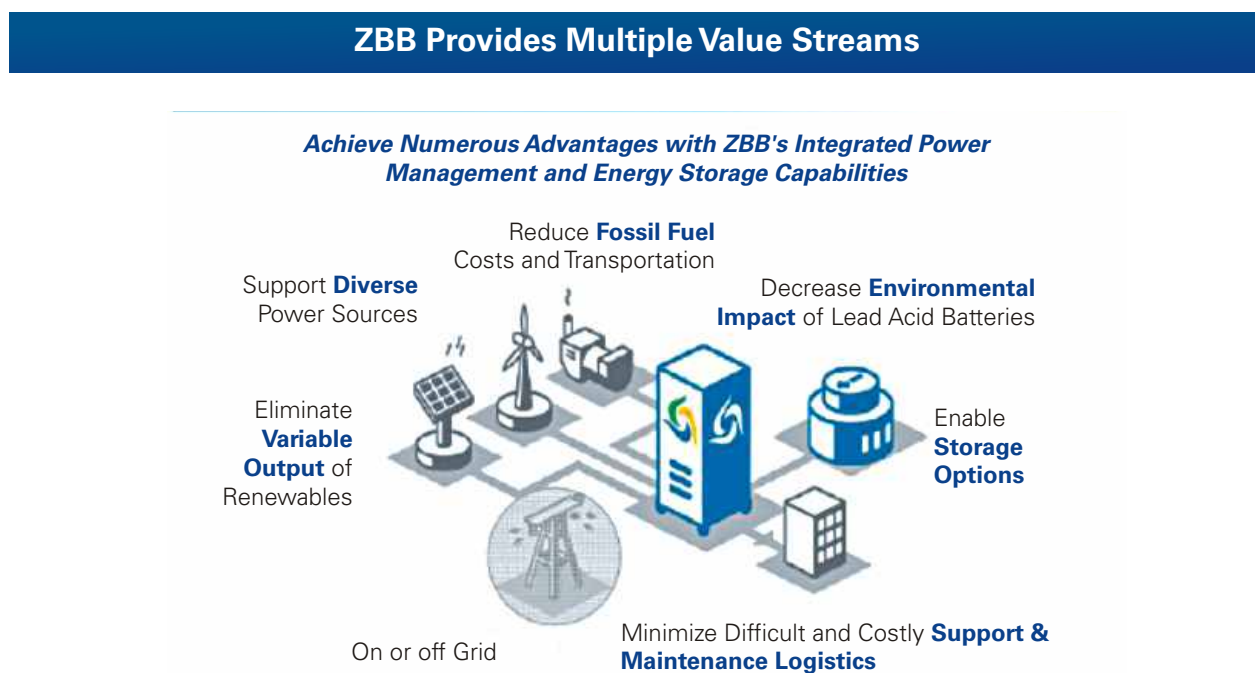 ZBB Provides Multiple Value Streams
Achieve Numerous Advantages with ZBB's Integrated Power
Management and Energy Storage Capabilities
Reduce Fossil Fuel
Costs and Transportation
Support Diverse
Power Sources
Decrease Environmental
Impact of Lead Acid Batteries
Eliminate
Variable
Output of
Renewables
Enable
Storage
Options
On or off Grid
Minimize Difficult and Costly Support &
Maintenance Logistics